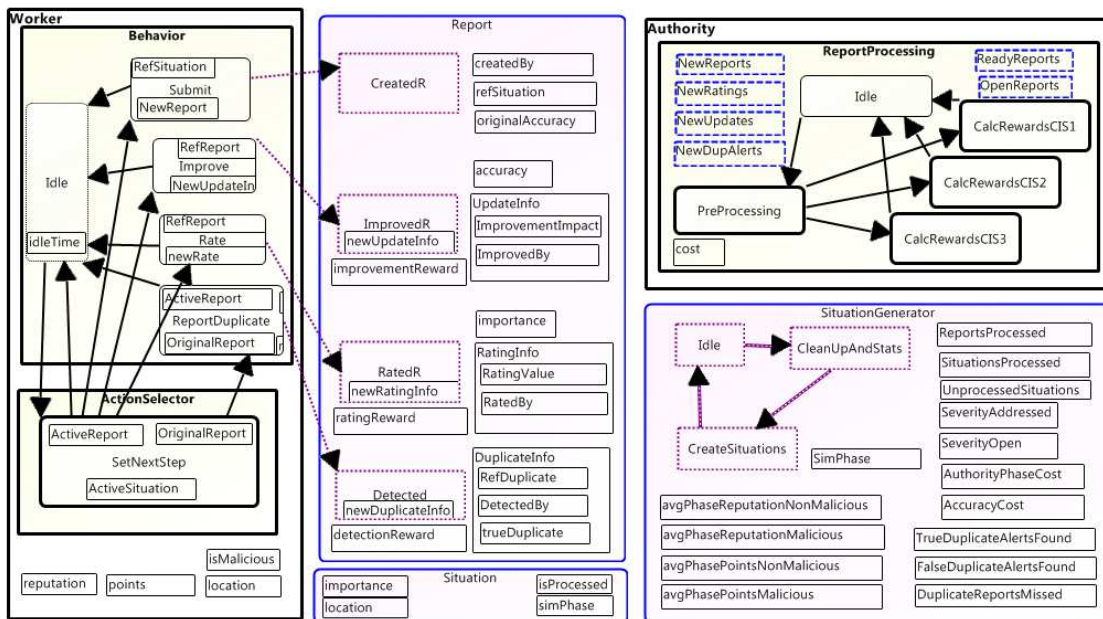 Worker
Behavior
RefSituation
Submit
NewReport
RefReport
Improve
NewUpdateIn
Idle
idleTime
RefReport
Rate
newRate
ActiveReport
ReportDuplicate
OriginalReport
ActionSelector
ActiveReport
OriginalReport
SetNextStep
ActiveSituation
isMalicious
reputation
points
location
Report
CreatedR
createdBy
refSituation
originalAccuracy
accuracy
ImprovedR
newUpdateInfo
improvementReward
UpdateInfo
ImprovementImpact
ImprovedBy
importance
RatedR
newRatingInfo
ratingReward
RatingInfo
RatingValue
RatedBy
Detected
newDuplicateInfo
detectionReward
DuplicateInfo
RefDuplicate
DetectedBy
trueDuplicate
Situation
importance
location
isProcessed
simPhase
Authority
ReportProcessing
NewReports
NewRatings
NewUpdates
NewDupAlerts
Idle
ReadyReports
OpenReports
CalcRewardsCIS1
CalcRewardsCIS2
CalcRewardsCIS3
PreProcessing
cost
SituationGenerator
Idle
CleanUpAndStats
CreateSituations
SimPhase
ReportsProcessed
SituationsProcessed
UnprocessedSituations
SeverityAddressed
SeverityOpen
AuthorityPhaseCost
AccuracyCost
avgPhaseReputationNonMalicious
avgPhaseReputationMalicious
avgPhasePointsNonMalicious
avgPhasePointsMalicious
TrueDuplicateAlertsFound
FalseDuplicateAlertsFound
DuplicateReportsMissed